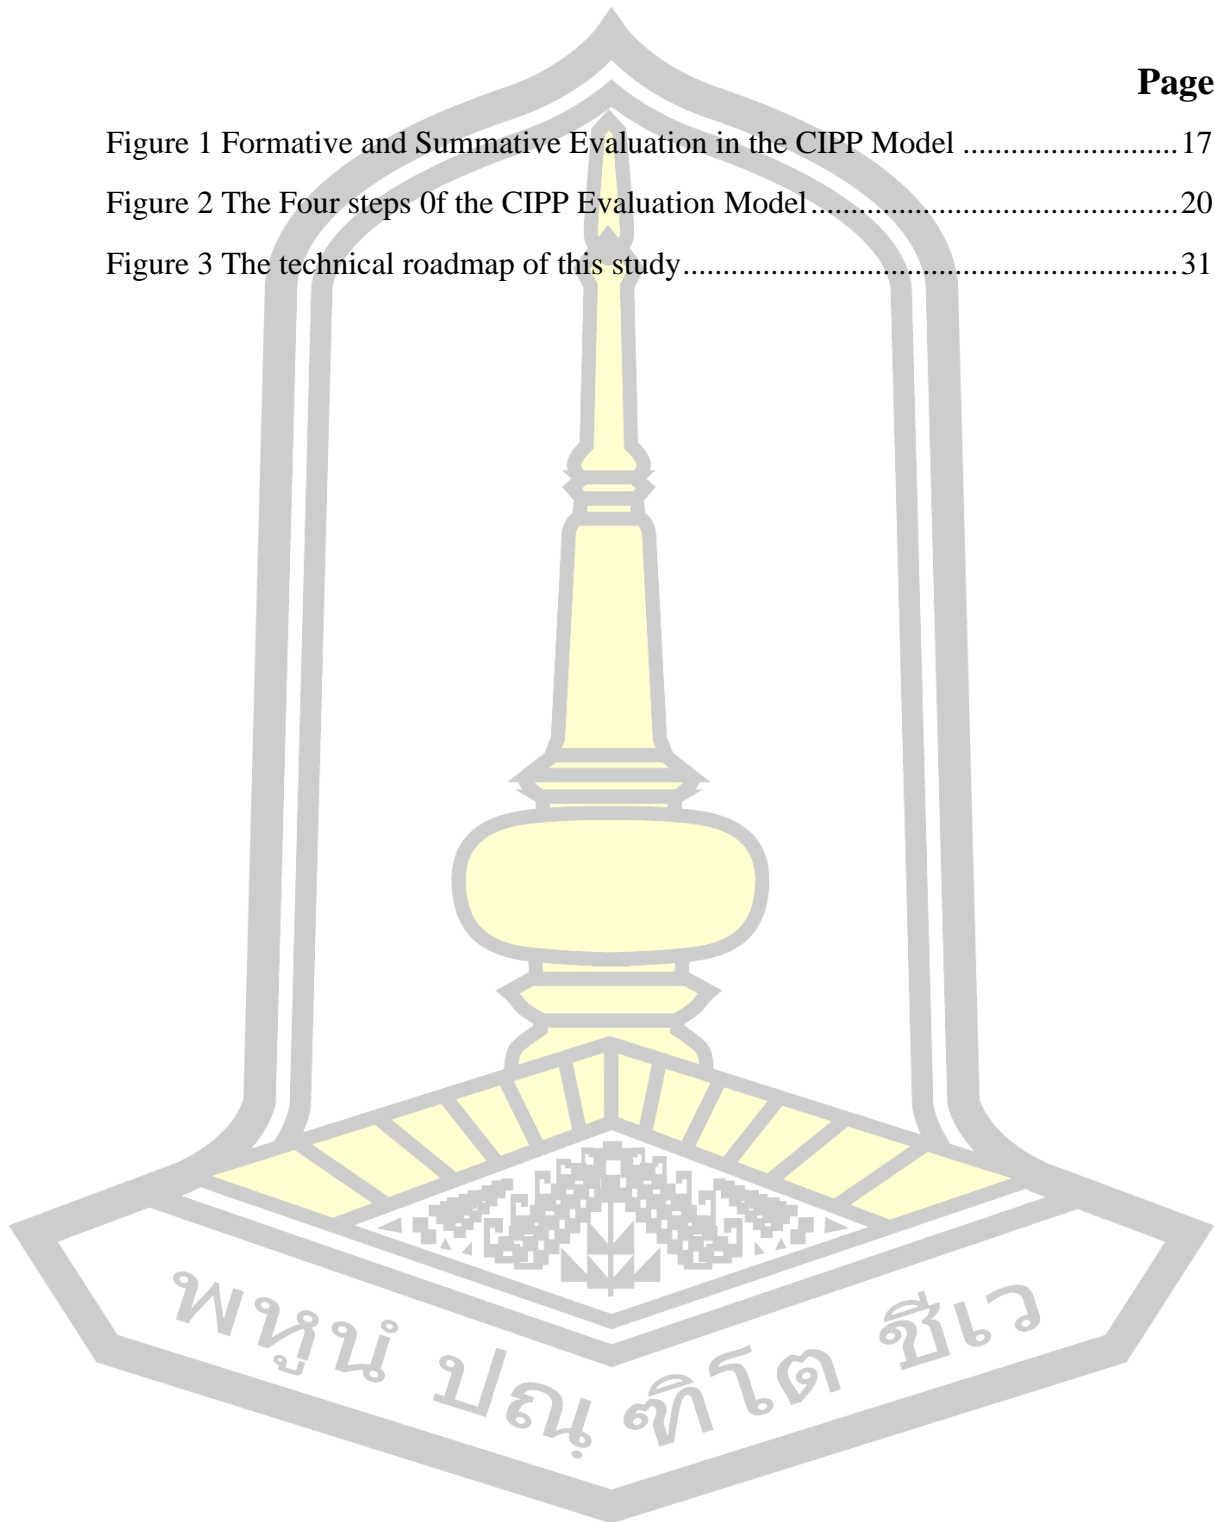 Page
Figure 1 Formative and Summative Evaluation in the CIPP Model ..........................17
Figure 2 The Four steps 0f the CIPP Evaluation Model............................................20
Figure 3 The technical roadmap of this study...........................................................31
พหูนํ ปณฺฑิโต ชีเว